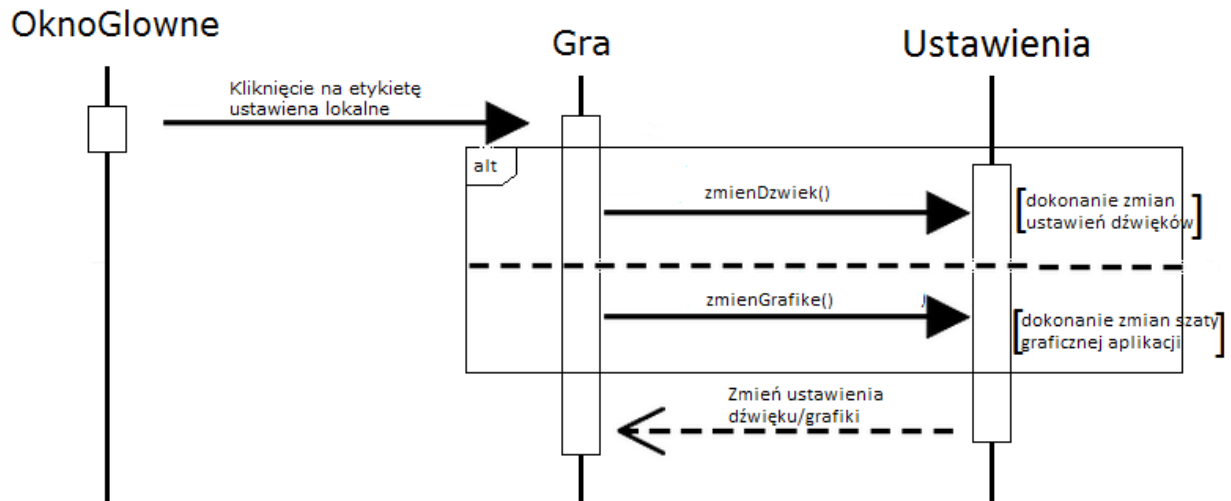 OknoGlowne
Gra
Ustawienia
Kliknięcie na etykietę
ustawiena lokalne
alt
zmienDzwiek()
[dokonanie zmian
ustawień dźwięków]
zmienGrafike()
[dokonanie zmian szaty
graficznej aplikacji]
Zmień ustawienia
dźwięku/grafiki